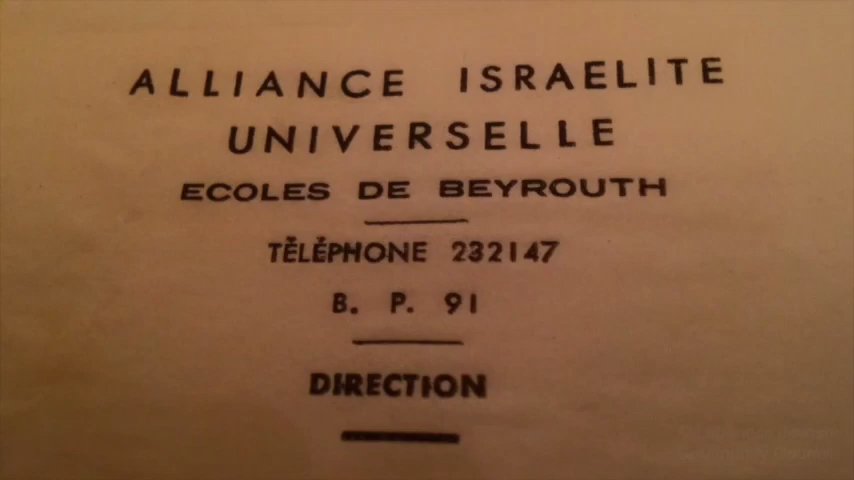 ALLIANCE ISRAELITE
UNIVERSELLE
ECOLES DE BEYROUTH
TÉLÉPHONE 232147
B. P. 91
DIRECTION